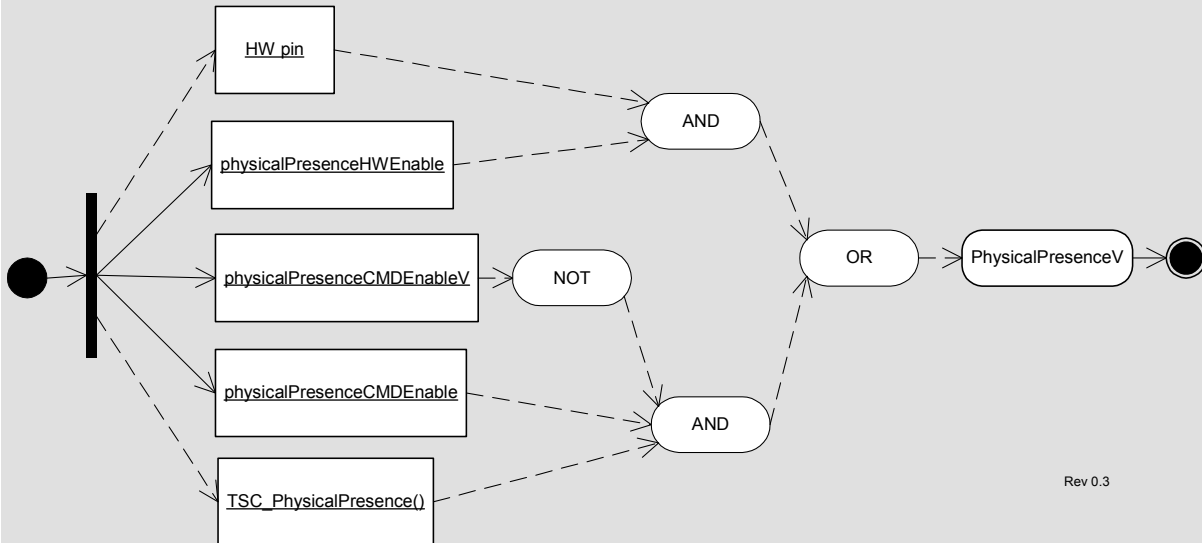 HW pin
AND
physicalPresenceHWEnable
physicalPresenceCMDEnableV
NOT
OR
PhysicalPresenceV
physicalPresenceCMDEnable
AND
TSC_PhysicalPresence()
Rev 0.3